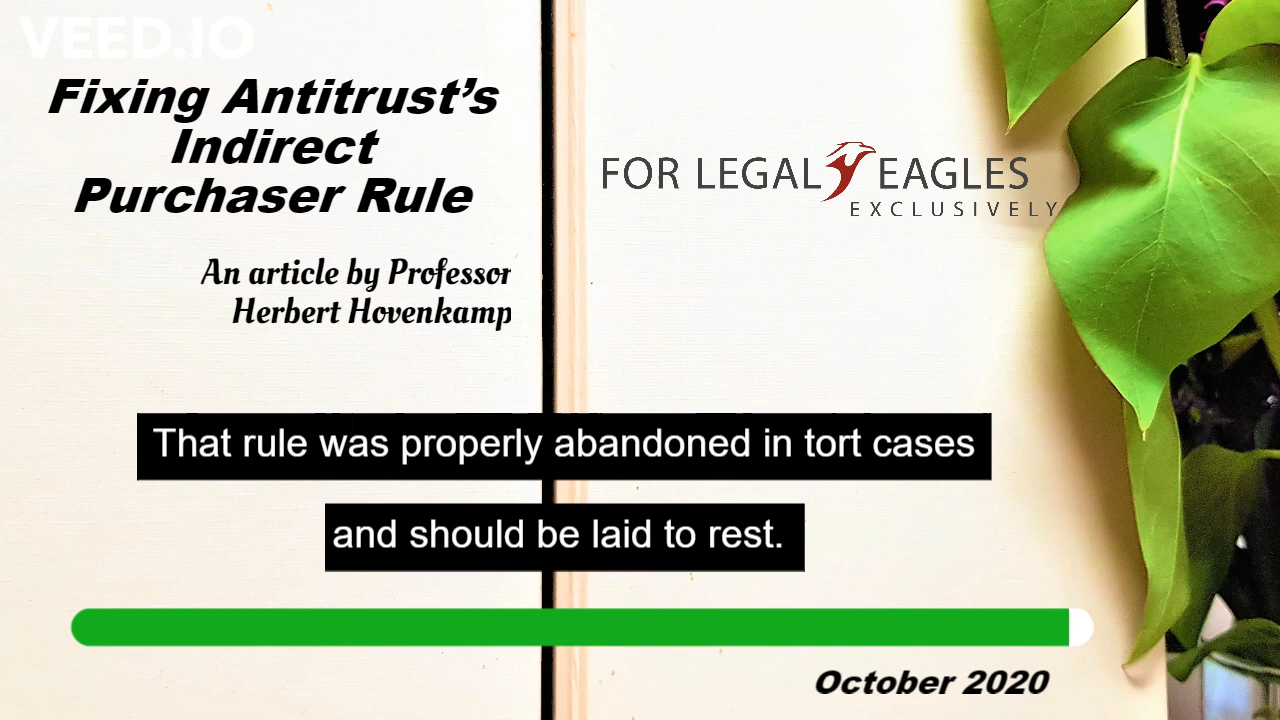 VEED.IO
Fixing Antitrust’s
Indirect
Purchaser Rule
An article by Professor
Herbert Hovenkamp
FOR LEGAL EAGLES
EXCLUSIVELY
That rule was properly abandoned in tort cases
and should be laid to rest.
October 2020